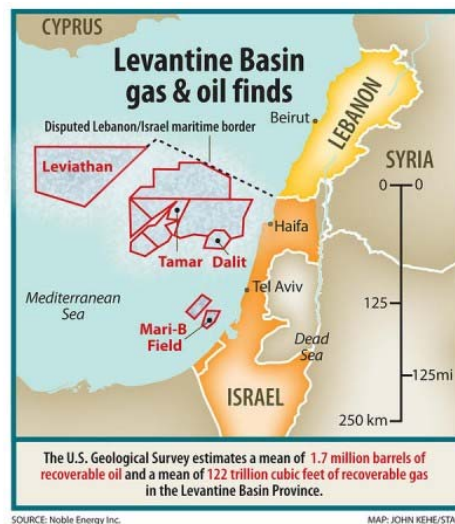 CYPRUS
Levantine Basin
gas & oil finds
Disputed Lebanon/Israel maritime border
Beirut
LEBANON
Leviathan
SYRIA
0 0
Haifa
Tamar
Dalit
Mediterranean
Sea
Tel Aviv
125
Mari-B
Field
Dead
Sea
125mi
ISRAEL
250 km
The U.S. Geological Survey estimates a mean of 1.7 million barrels of
recoverable oil and a mean of 122 trillion cubic feet of recoverable gas
in the Levantine Basin Province.
SOURCE: Noble Energy Inc.
MAP: JOHN KEHE/STA